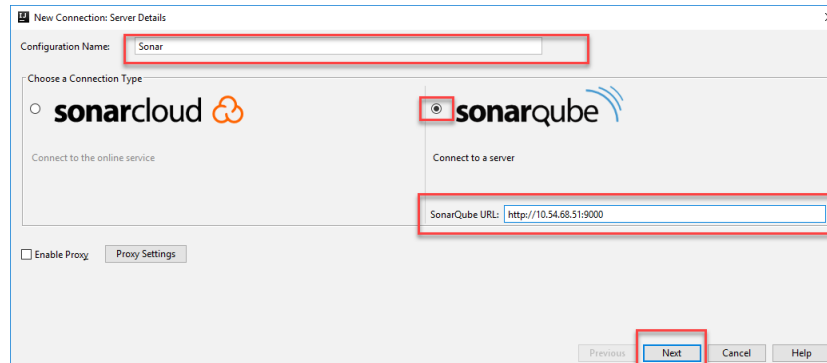 New Connection: Server Details
Configuration Name: Sonar
Choose a Connection Type
sonarcloud
sonarqube
Connect to the online service
Connect to a server
SonarQube URL: http://10.54.68.51:9000
Enable Proxy Proxy Settings
Previous Next Cancel Help